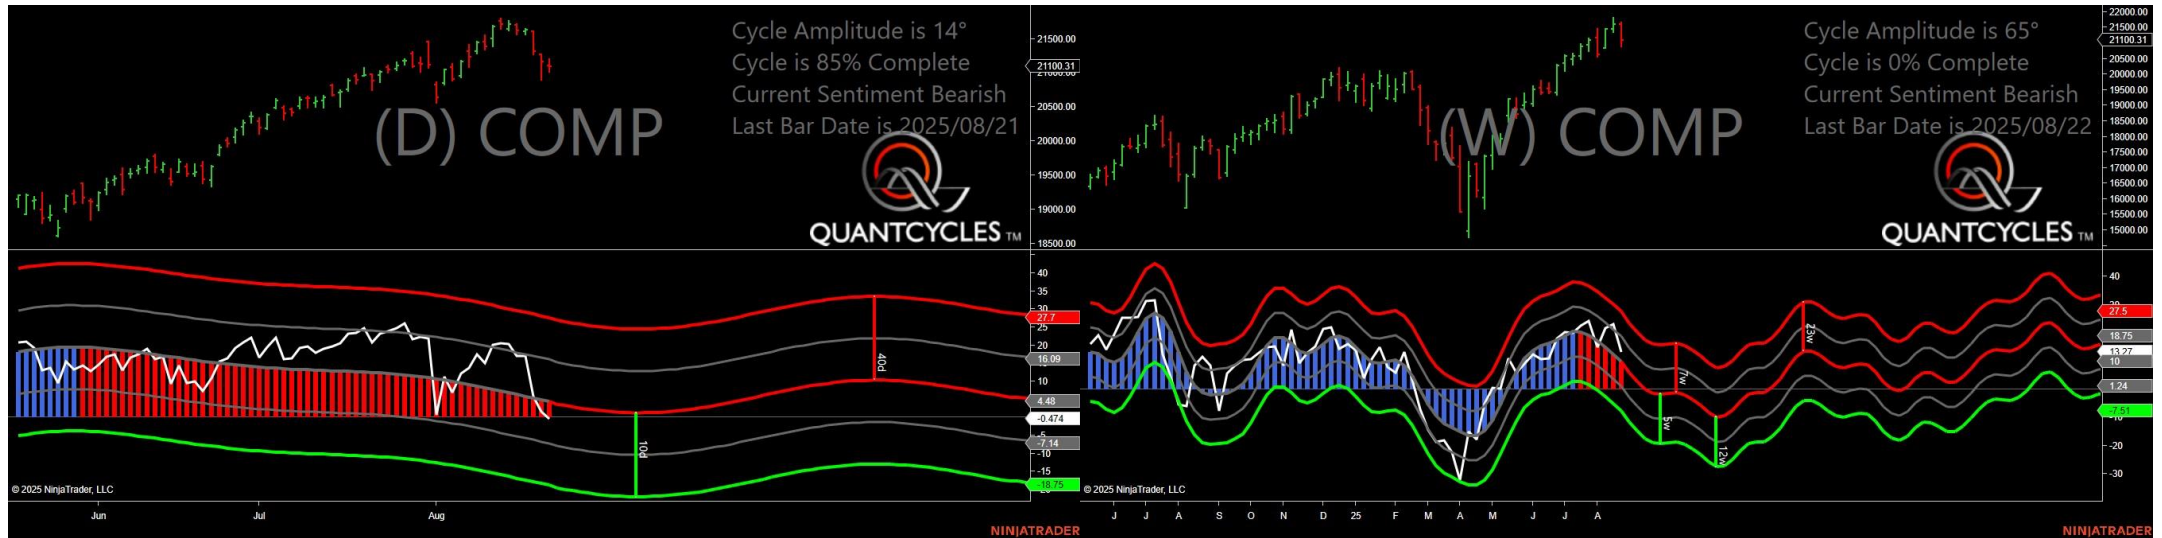 Cycle Amplitude is 14°
Cycle is 85% Complete
Current Sentiment Bearish
Last Bar Date is 2025/08/21
(D) COMP
QUANTCYCLES TM
21500.00
21100.31
21000.00
20500.00
20000.00
19500.00
19000.00
18500.00
40
35
30
27.7
25
20
16.09
10
4.48
-0.474
-7.14
-10
-15
-18.75
40d
10d
© 2025 NinjaTrader, LLC
Jun Jul Aug
NINJATRADER
Cycle Amplitude is 65°
Cycle is 0% Complete
Current Sentiment Bearish
Last Bar Date is 2025/08/22
(W) COMP
QUANTCYCLES TM
22000.00
21500.00
21100.31
20500.00
20000.00
19500.00
19000.00
18500.00
18000.00
17500.00
17000.00
16500.00
16000.00
15500.00
15000.00
40
27.5
18.75
13.27
10
1.24
-7.51
-20
-30
23w
7w
5w
12w
© 2025 NinjaTrader, LLC
J J A S O N D 25 F M A M J J A
NINJATRADER